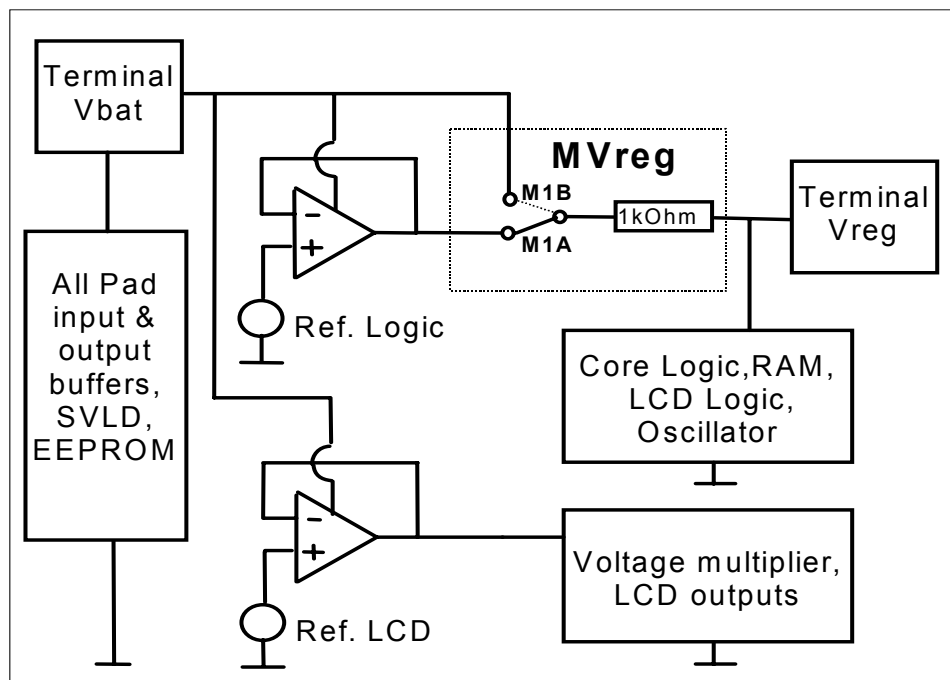 Terminal
Vbat
MVreg
M1B
1kOhm
M1A
Terminal
Vreg
All Pad
input &
output
buffers,
SVLD,
EEPROM
−
+
Ref. Logic
Core Logic,RAM,
LCD Logic,
Oscillator
−
+
Ref. LCD
Voltage multiplier,
LCD outputs